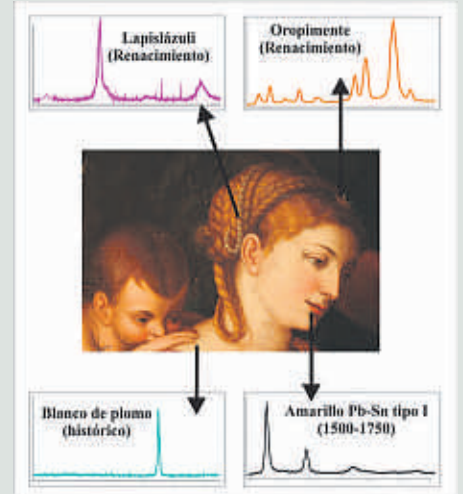 Lapislázuli
(Renacimiento)
Oropimente
(Renacimiento)
Blanco de plomo
(histórico)
Amarillo Pb-Sn tipo I
(1500-1750)